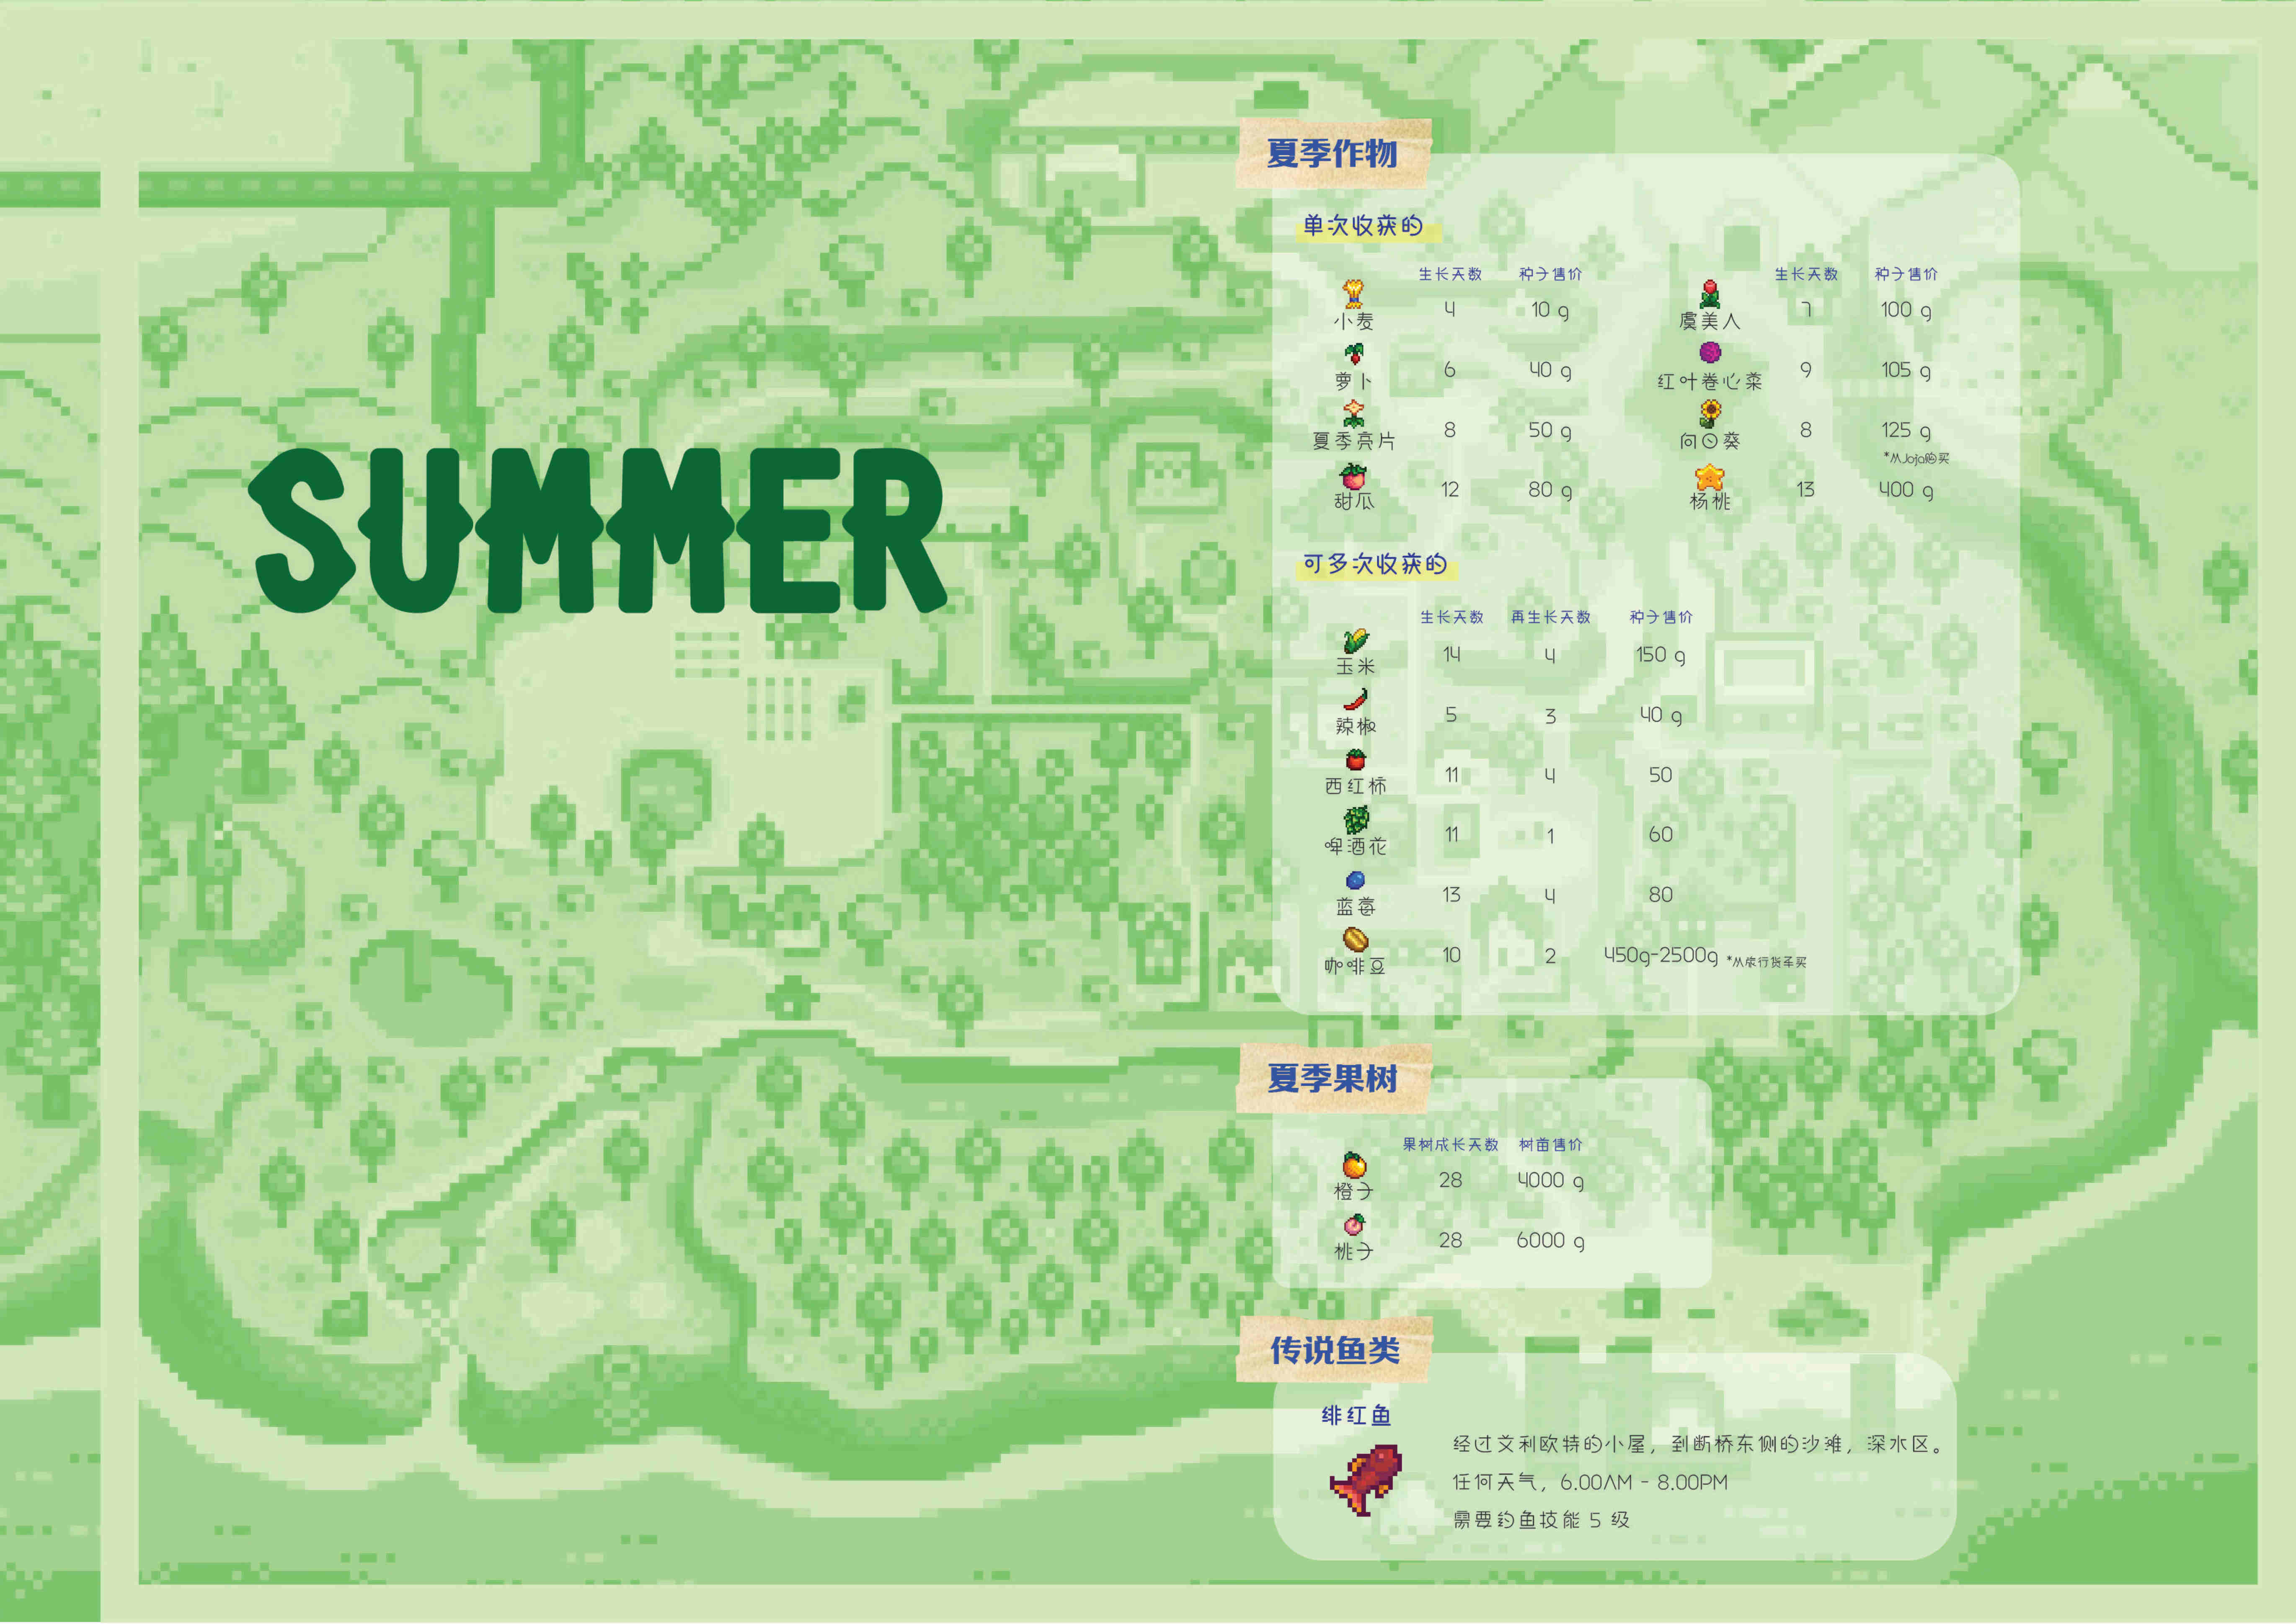 SUMMER
夏季作物
单次收获的
生长天数 种子售价
小麦 4 10 g
萝卜 6 40 g
夏季亮片 8 50 g
甜瓜 12 80 g
生长天数 种子售价
虞美人 7 100 g
红叶卷心菜 9 105 g
向日葵 8 125 g
*从Joja购买
杨桃 13 400 g
可多次收获的
生长天数 再生长天数 种子售价
玉米 14 4 150 g
辣椒 5 3 40 g
西红柿 11 4 50
啤酒花 11 1 60
蓝莓 13 4 80
咖啡豆 10 2 450g-2500g *从旅行货车买
夏季果树
果树成长天数 树苗售价
橙子 28 4000 g
桃子 28 6000 g
传说鱼类
绯红鱼
经过艾利欧特的小屋，到断桥东侧的沙滩，深水区。
任何天气，6.00AM - 8.00PM
需要钓鱼技能 5 级